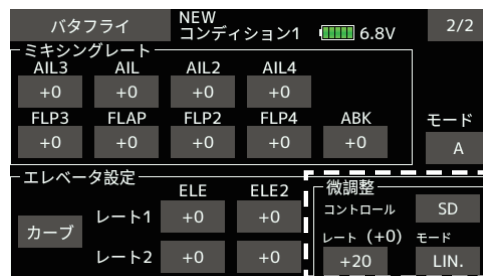 バタフライ
NEW
コンディション1
6.8V
2/2
ミキシングレート
AIL3 AIL AIL2 AIL4
+0 +0 +0 +0
FLP3 FLAP FLP2 FLP4 ABK
+0 +0 +0 +0 +0
モード
A
エレベータ設定
ELE ELE2
カーブ
レート1 +0 +0
レート2 +0 +0
微調整
コントロール SD
レート (+0) モード
+20 LIN.